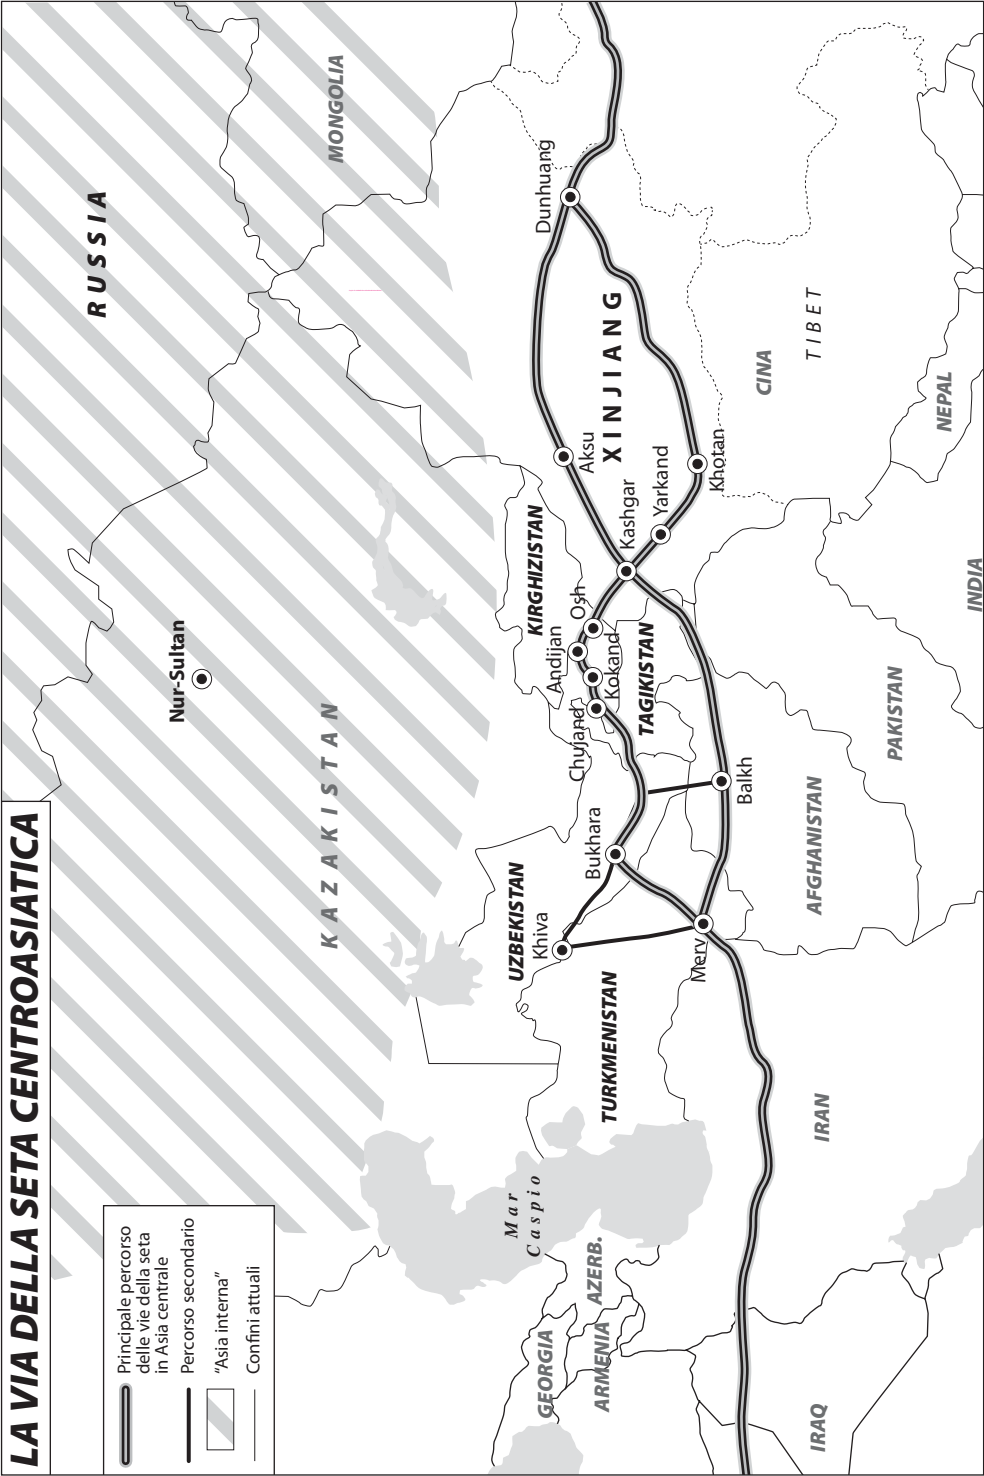 LA VIA DELLA SETA CENTROASIATICA
Principale percorso
delle vie della seta
in Asia centrale
Percorso secondario
“Asia interna”
Confini attuali
RUSSIA
MONGOLIA
Nur-Sultan
KAZAKISTAN
Mar
Caspio
GEORGIA
ARMENIA
AZERB.
UZBEKISTAN
Khiva
TURKMENISTAN
Bukhara
Merv
Chujand
Kokand
Andijan
Osh
KIRGHIZISTAN
TAGIKISTAN
Balkh
Kashgar
Yarkand
Khotan
Aksu
XINJIANG
Dunhuang
CINA
TIBET
NEPAL
INDIA
PAKISTAN
AFGHANISTAN
IRAN
IRAQ